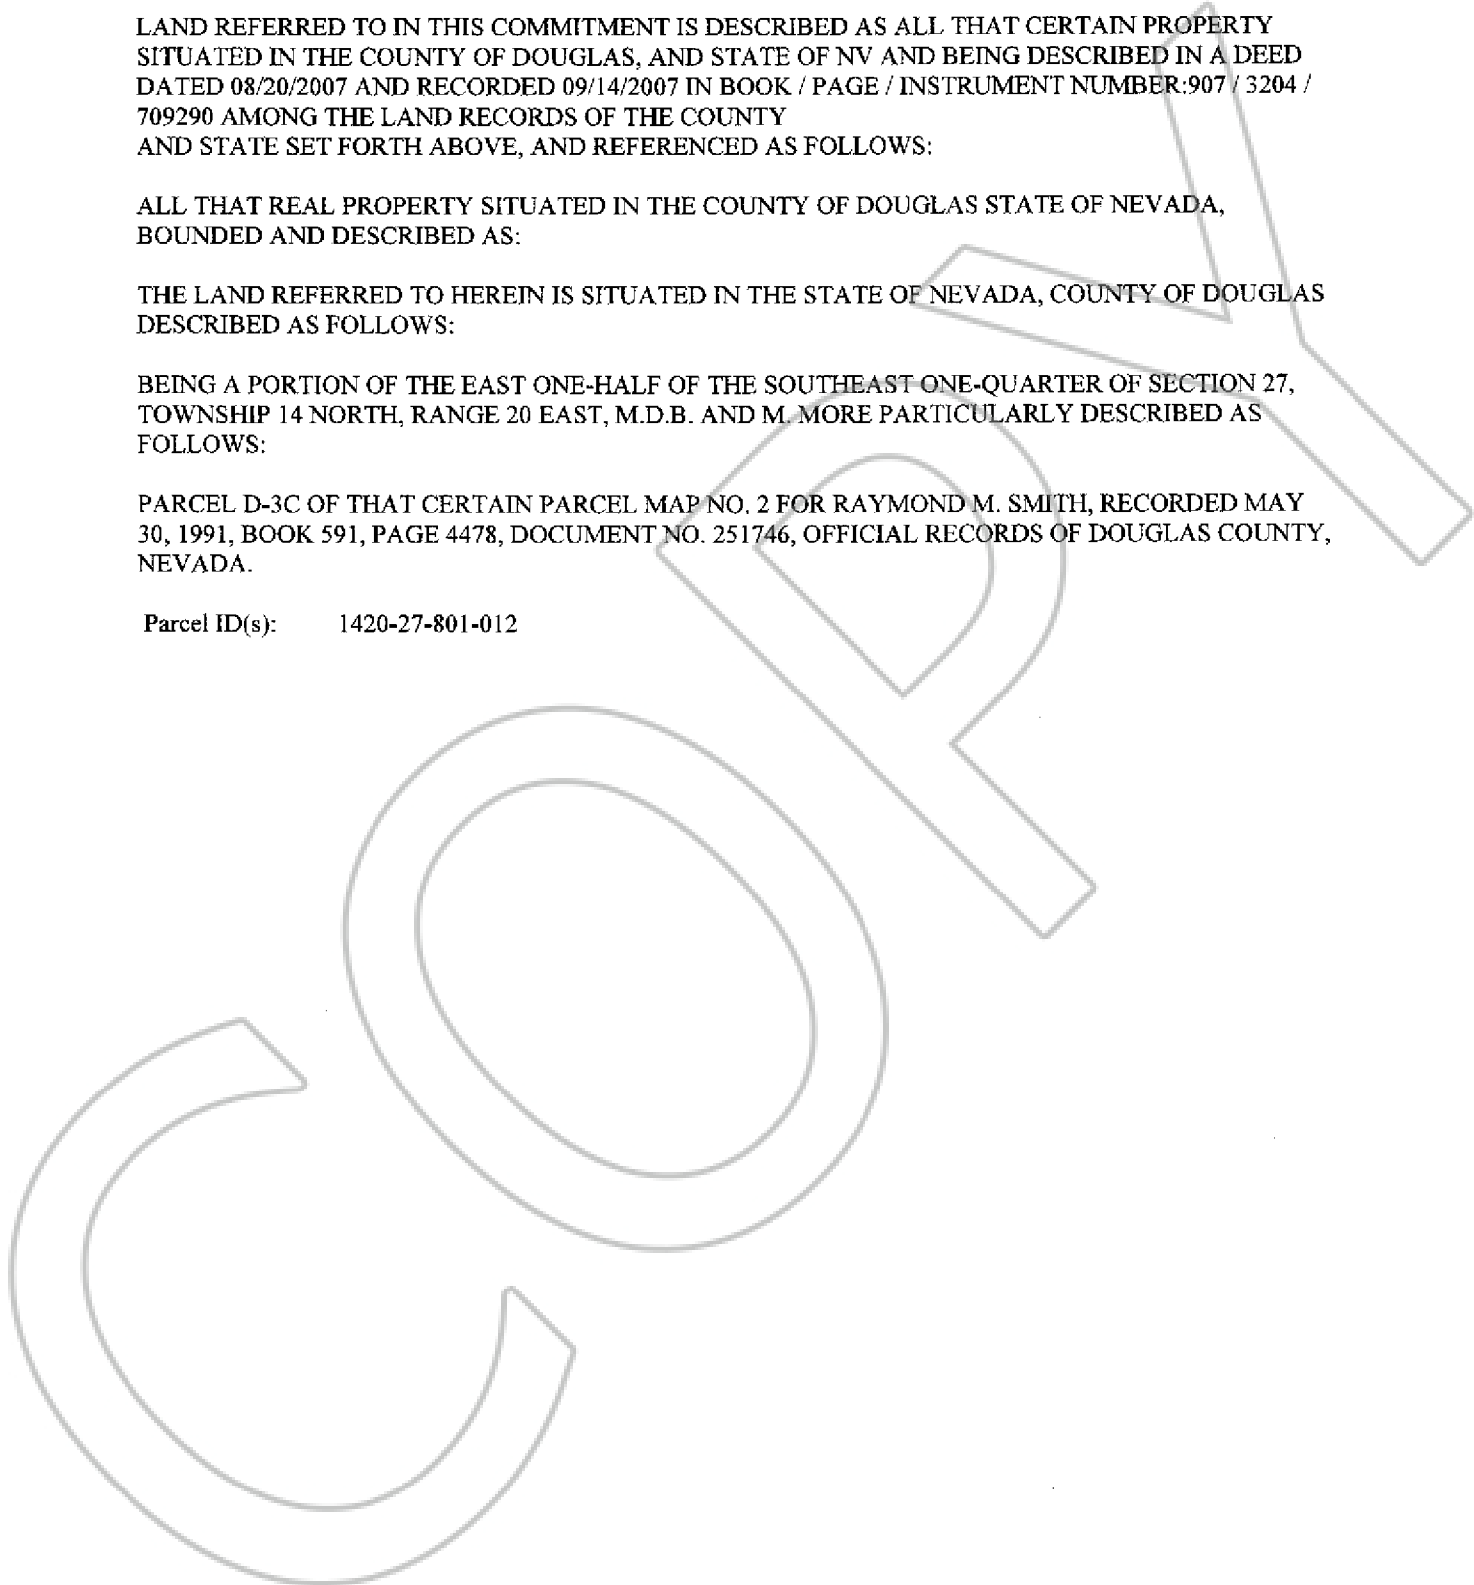 LAND REFERRED TO IN THIS COMMITMENT IS DESCRIBED AS ALL THAT CERTAIN PROPERTY
SITUATED IN THE COUNTY OF DOUGLAS, AND STATE OF NV AND BEING DESCRIBED IN A DEED
DATED 08/20/2007 AND RECORDED 09/14/2007 IN BOOK / PAGE / INSTRUMENT NUMBER:907 / 3204 /
709290 AMONG THE LAND RECORDS OF THE COUNTY
AND STATE SET FORTH ABOVE, AND REFERENCED AS FOLLOWS:
ALL THAT REAL PROPERTY SITUATED IN THE COUNTY OF DOUGLAS STATE OF NEVADA,
BOUNDED AND DESCRIBED AS:
THE LAND REFERRED TO HEREIN IS SITUATED IN THE STATE OF NEVADA, COUNTY OF DOUGLAS
DESCRIBED AS FOLLOWS:
BEING A PORTION OF THE EAST ONE-HALF OF THE SOUTHEAST ONE-QUARTER OF SECTION 27,
TOWNSHIP 14 NORTH, RANGE 20 EAST, M.D.B. AND M. MORE PARTICULARLY DESCRIBED AS
FOLLOWS:
PARCEL D-3C OF THAT CERTAIN PARCEL MAP NO. 2 FOR RAYMOND M. SMITH, RECORDED MAY
30, 1991, BOOK 591, PAGE 4478, DOCUMENT NO. 251746, OFFICIAL RECORDS OF DOUGLAS COUNTY,
NEVADA.
Parcel ID(s): 1420-27-801-012
COPY